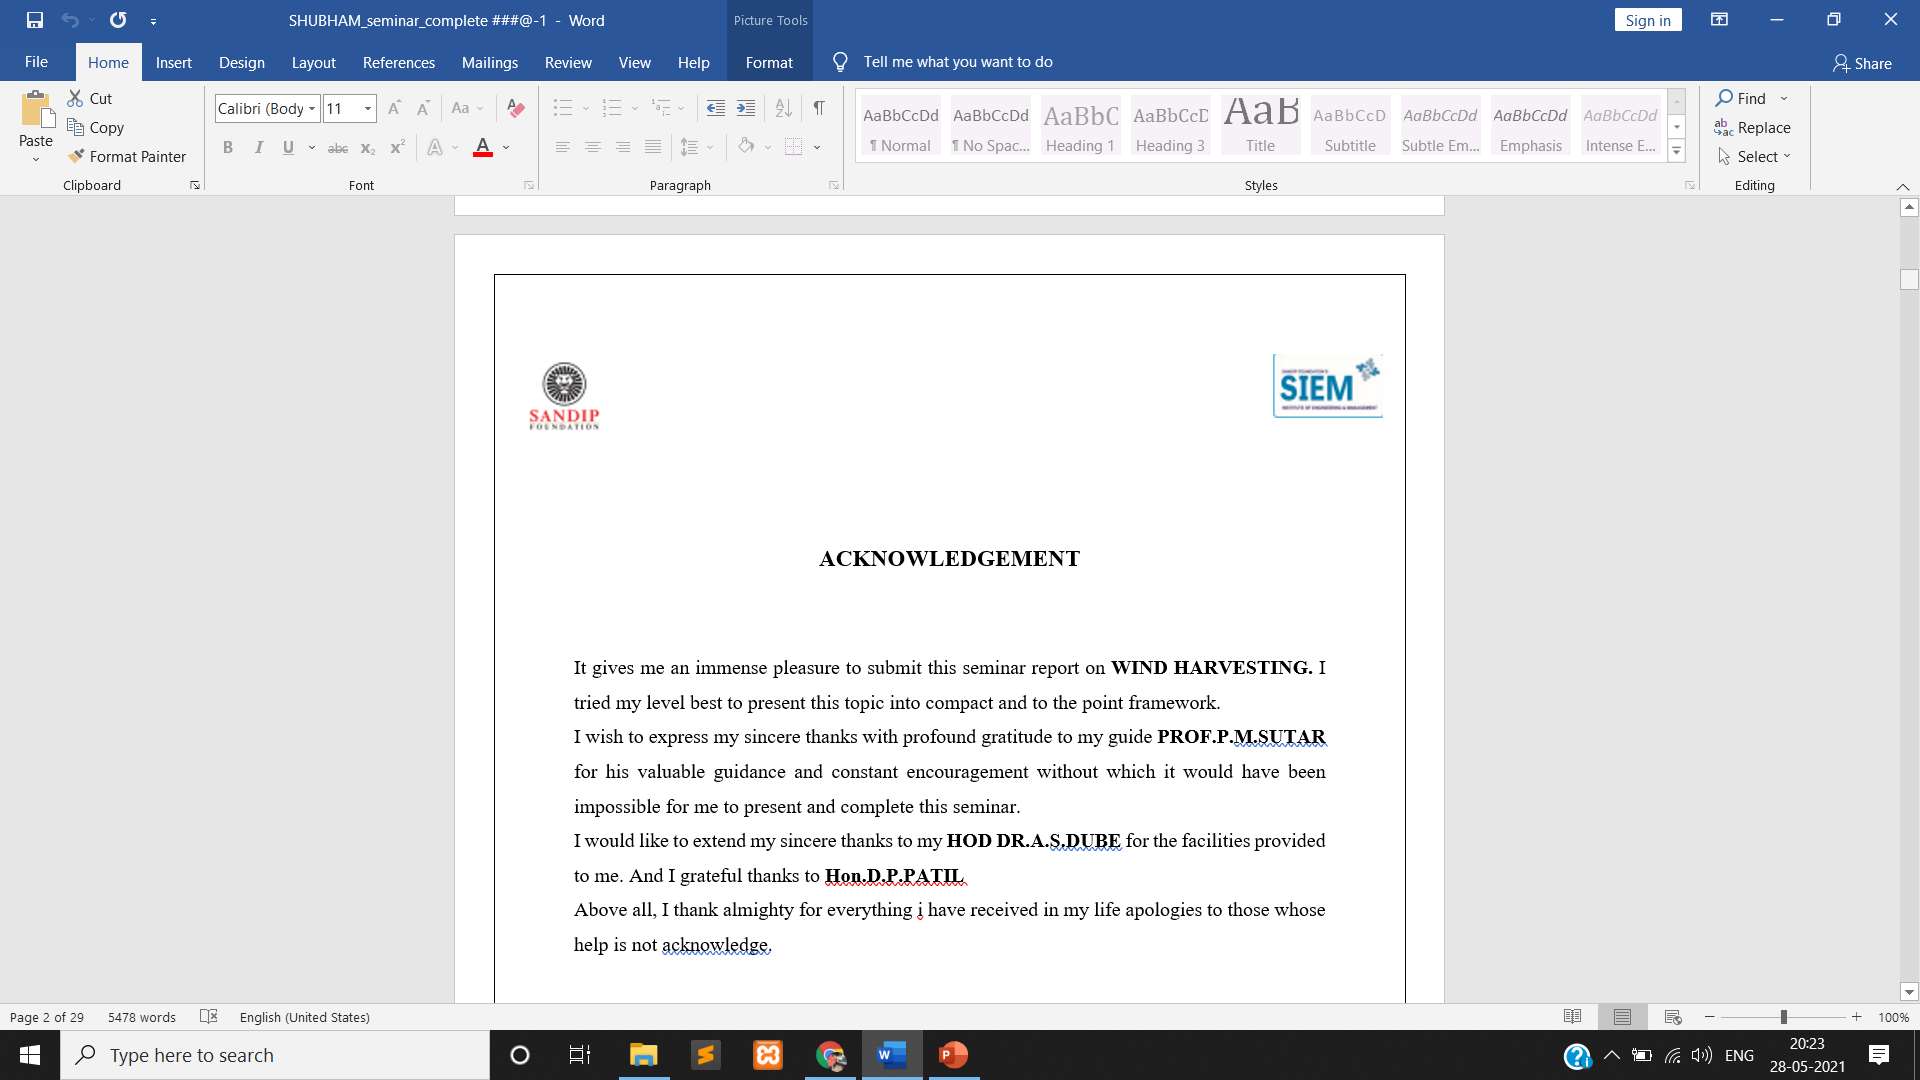 SHUBHAM_seminar_complete ###@-1 - Word
Picture Tools
Sign in
File Home Insert Design Layout References Mailings Review View Help Format Tell me what you want to do Share
Paste
Cut
Copy
Format Painter
Clipboard
Calibri (Body 11
Aa
B I U abc X₂ X² A A
Font
Paragraph
AaBbCcDd AaBbCcDd AaBbC AaBbCcD AaB AaBbCcD AaBbCcDd AaBbCcDd AaBbCcDd
¶ Normal ¶ No Spac... Heading 1 Heading 3 Title Subtitle Subtle Em... Emphasis Intense E...
Styles
Find
Replace
Select
Editing
SANDIP
FOUNDATION
SANDIP FOUNDATION'S
SIEM
INSTITUTE OF ENGINEERING & MANAGEMENT
ACKNOWLEDGEMENT
It gives me an immense pleasure to submit this seminar report on WIND HARVESTING. I
tried my level best to present this topic into compact and to the point framework.
I wish to express my sincere thanks with profound gratitude to my guide PROF.P.M.SUTAR
for his valuable guidance and constant encouragement without which it would have been
impossible for me to present and complete this seminar.
I would like to extend my sincere thanks to my HOD DR.A.S.DUBE for the facilities provided
to me. And I grateful thanks to Hon.D.P.PATIL
Above all, I thank almighty for everything i have received in my life apologies to those whose
help is not acknowledge.
Page 2 of 29 5478 words English (United States) 100%
Type here to search
ENG
20:23
28-05-2021